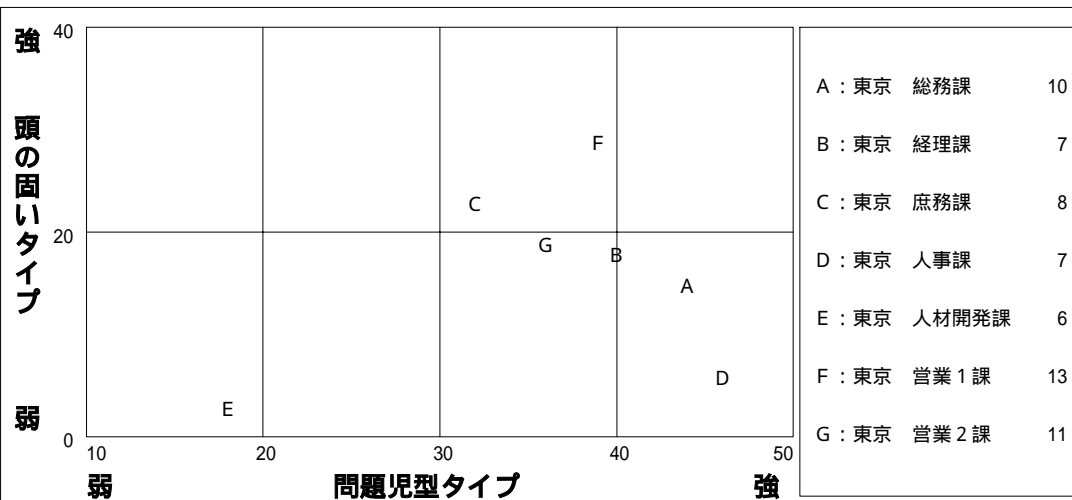 強
頭の固いタイプ
弱
40
20
0
F
C
G
B
A
D
E
10
20
30
40
50
弱
問題児型タイプ
強
A：東京　総務課　10
B：東京　経理課　7
C：東京　庶務課　8
D：東京　人事課　7
E：東京　人材開発課　6
F：東京　営業１課　13
G：東京　営業２課　11